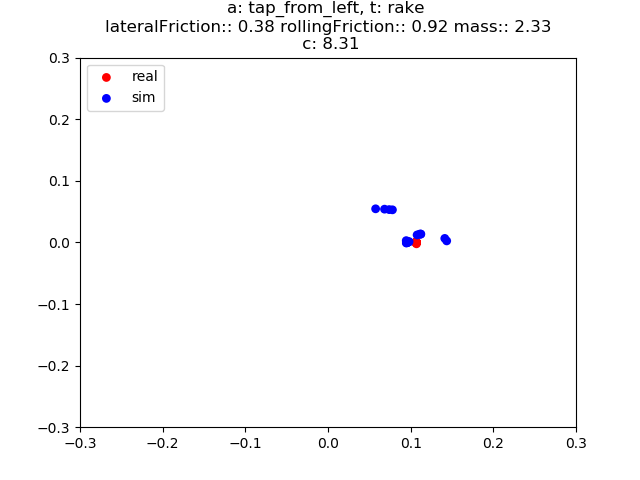 a: tap_from_left, t: rake
lateralFriction:: 0.38 rollingFriction:: 0.92 mass:: 2.33
c: 8.31
real
sim
0.3
0.2
0.1
0.0
−0.1
−0.2
−0.3
−0.3 −0.2 −0.1 0.0 0.1 0.2 0.3